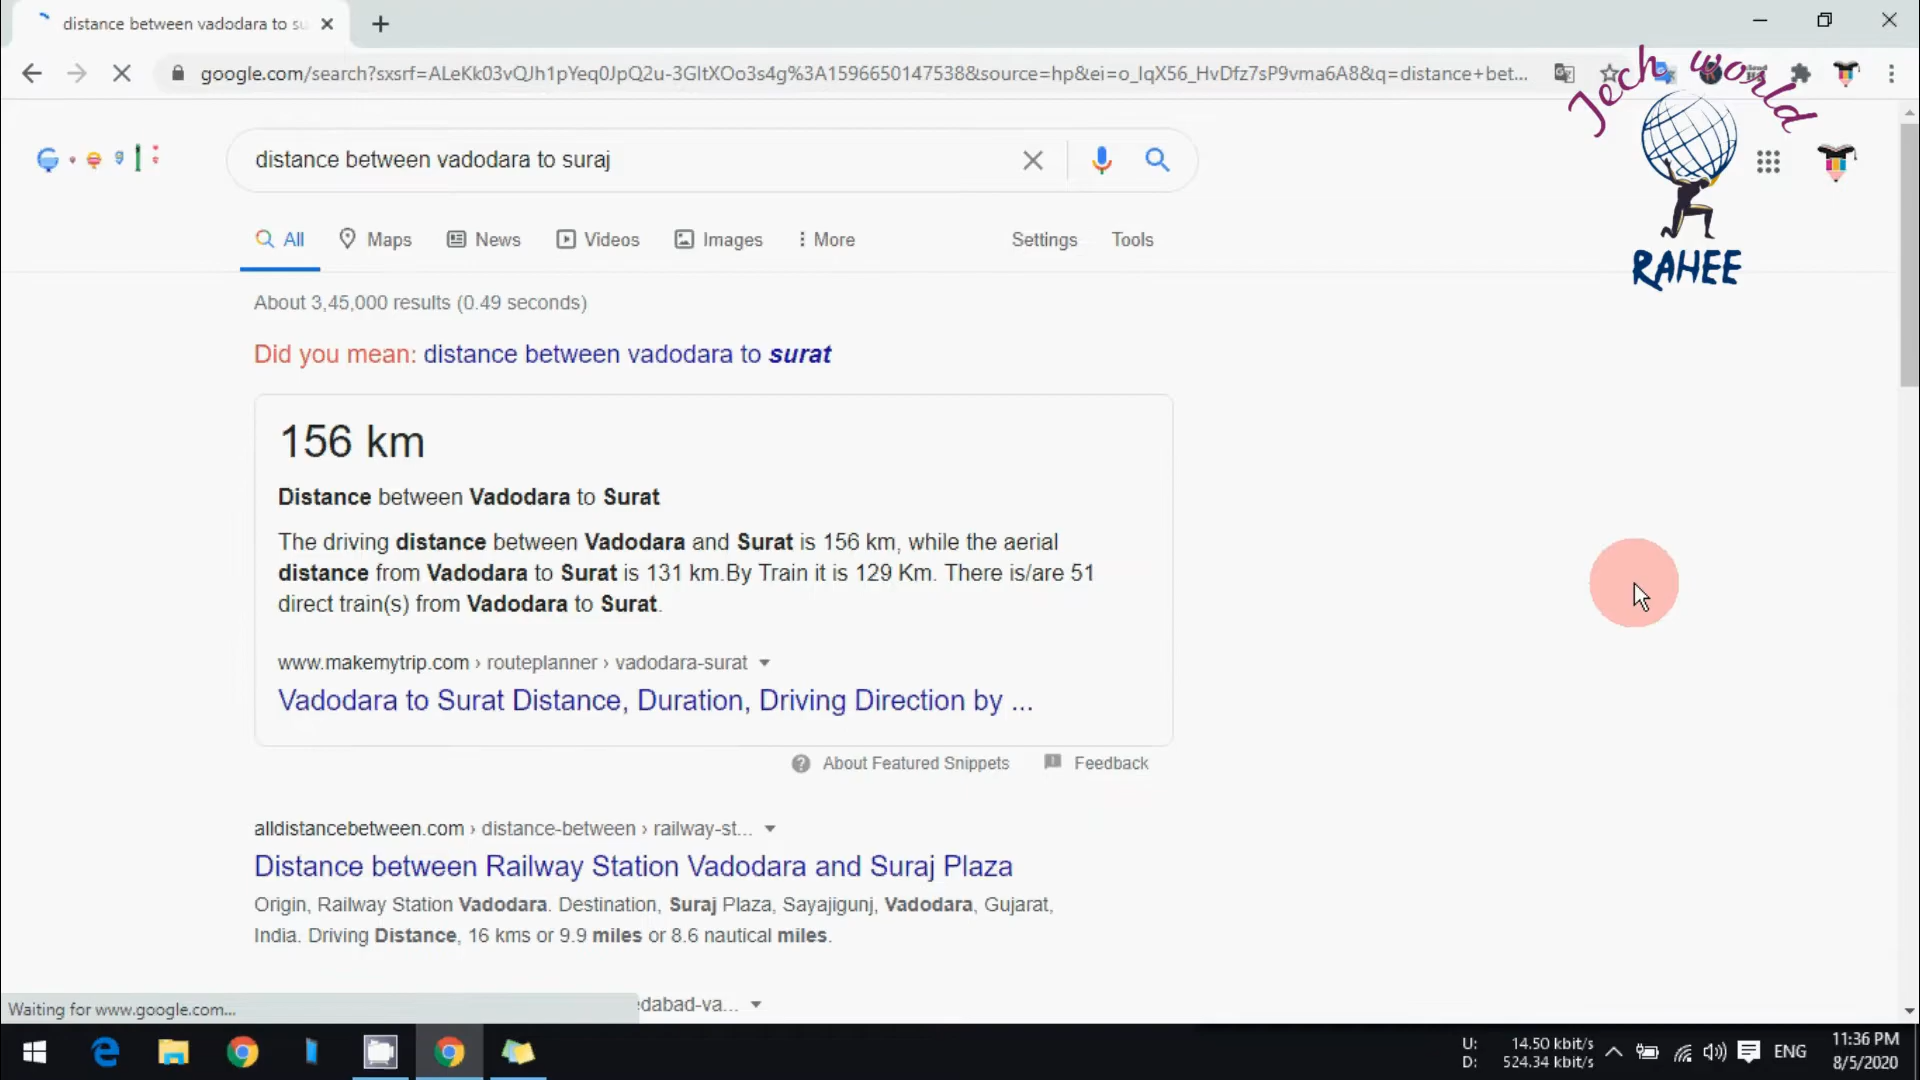 distance between vadodara to su
google.com/search?sxsrf=ALeKk03vQJh1pYeq0JpQ2u-3GltXOo3s4g%3A1596650147538&source=hp&ei=o_IqX56_HvDfz7sP9vma6A8&q=distance+bet...
Tech World
RAHEE
distance between vadodara to suraj
All Maps News Videos Images More Settings Tools
About 3,45,000 results (0.49 seconds)
Did you mean: distance between vadodara to surat
156 km
Distance between Vadodara to Surat
The driving distance between Vadodara and Surat is 156 km, while the aerial
distance from Vadodara to Surat is 131 km.By Train it is 129 Km. There is/are 51
direct train(s) from Vadodara to Surat.
www.makemytrip.com › routeplanner › vadodara-surat
Vadodara to Surat Distance, Duration, Driving Direction by ...
About Featured Snippets Feedback
alldistancebetween.com › distance-between › railway-st...
Distance between Railway Station Vadodara and Suraj Plaza
Origin, Railway Station Vadodara. Destination, Suraj Plaza, Sayajigunj, Vadodara, Gujarat,
India. Driving Distance, 16 kms or 9.9 miles or 8.6 nautical miles.
Waiting for www.google.com...
edabad-va...
U: 14.50 kbit/s
D: 524.34 kbit/s
ENG
11:36 PM
8/5/2020